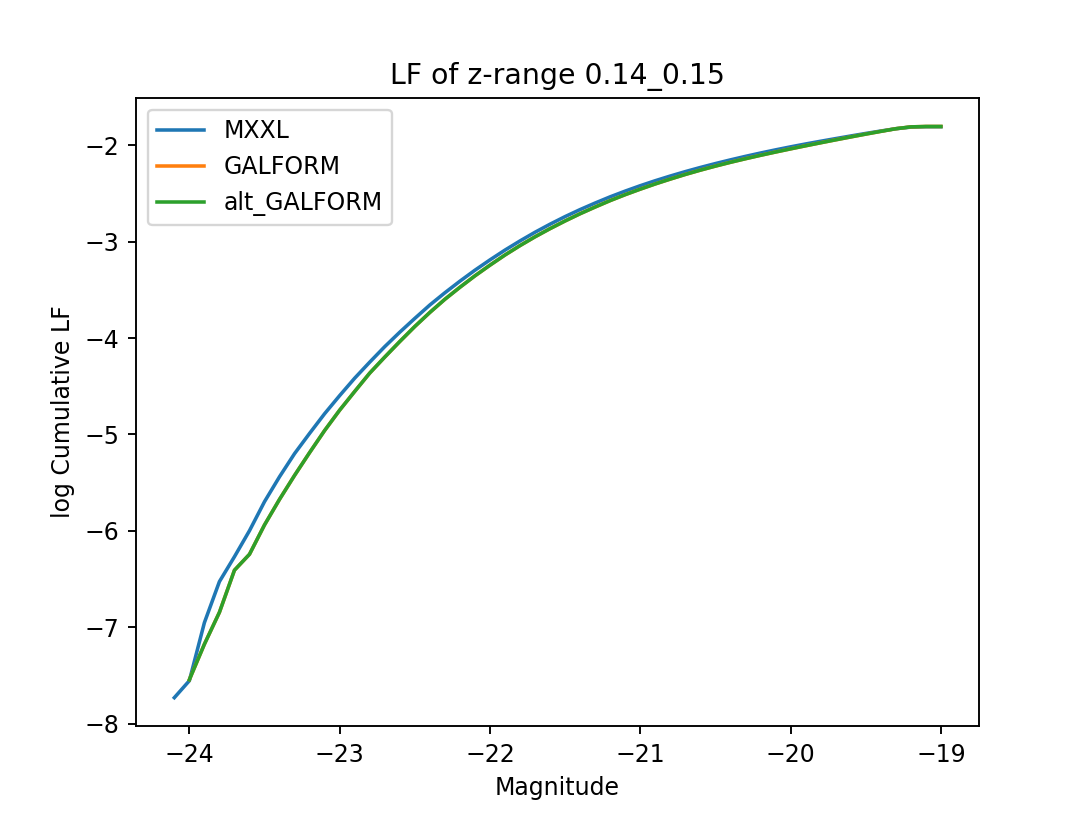 LF of z-range 0.14_0.15
MXXL
GALFORM
alt_GALFORM
−2
−3
−4
−5
−6
−7
−8
log Cumulative LF
−24 −23 −22 −21 −20 −19
Magnitude